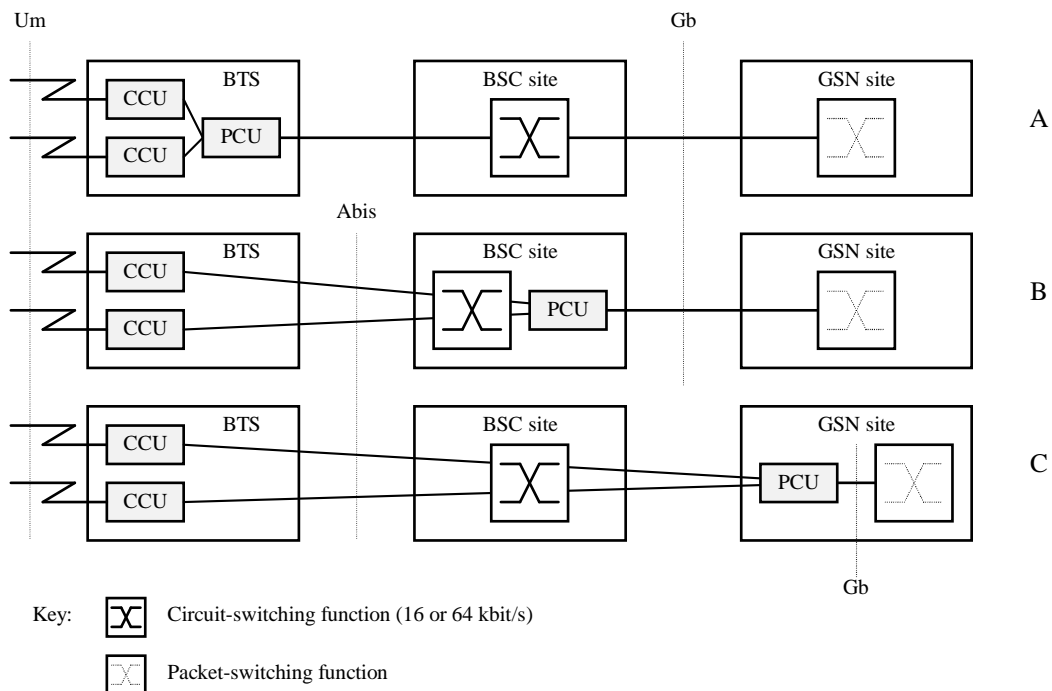 Um
Gb
BTS
BSC site
GSN site
CCU
PCU
CCU
A
Abis
BTS
BSC site
GSN site
CCU
PCU
CCU
B
BTS
BSC site
GSN site
CCU
PCU
CCU
C
Gb
Key:
Circuit-switching function (16 or 64 kbit/s)
Packet-switching function